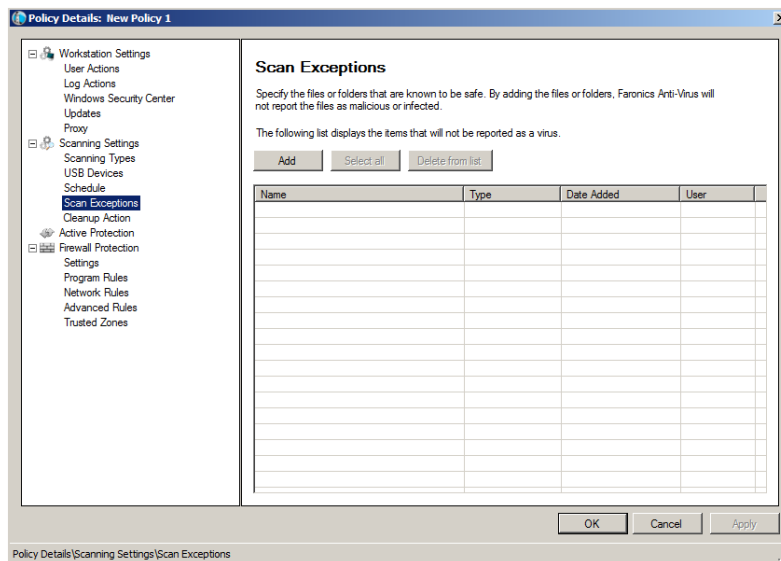 Policy Details: New Policy 1
Workstation Settings
User Actions
Log Actions
Windows Security Center
Updates
Proxy
Scanning Settings
Scanning Types
USB Devices
Schedule
Scan Exceptions
Cleanup Action
Active Protection
Firewall Protection
Settings
Program Rules
Network Rules
Advanced Rules
Trusted Zones
Scan Exceptions
Specify the files or folders that are known to be safe. By adding the files or folders, Faronics Anti-Virus will
not report the files as malicious or infected.
The following list displays the items that will not be reported as a virus.
Add Select all Delete from list
Name Type Date Added User
OK Cancel Apply
Policy Details\Scanning Settings\Scan Exceptions